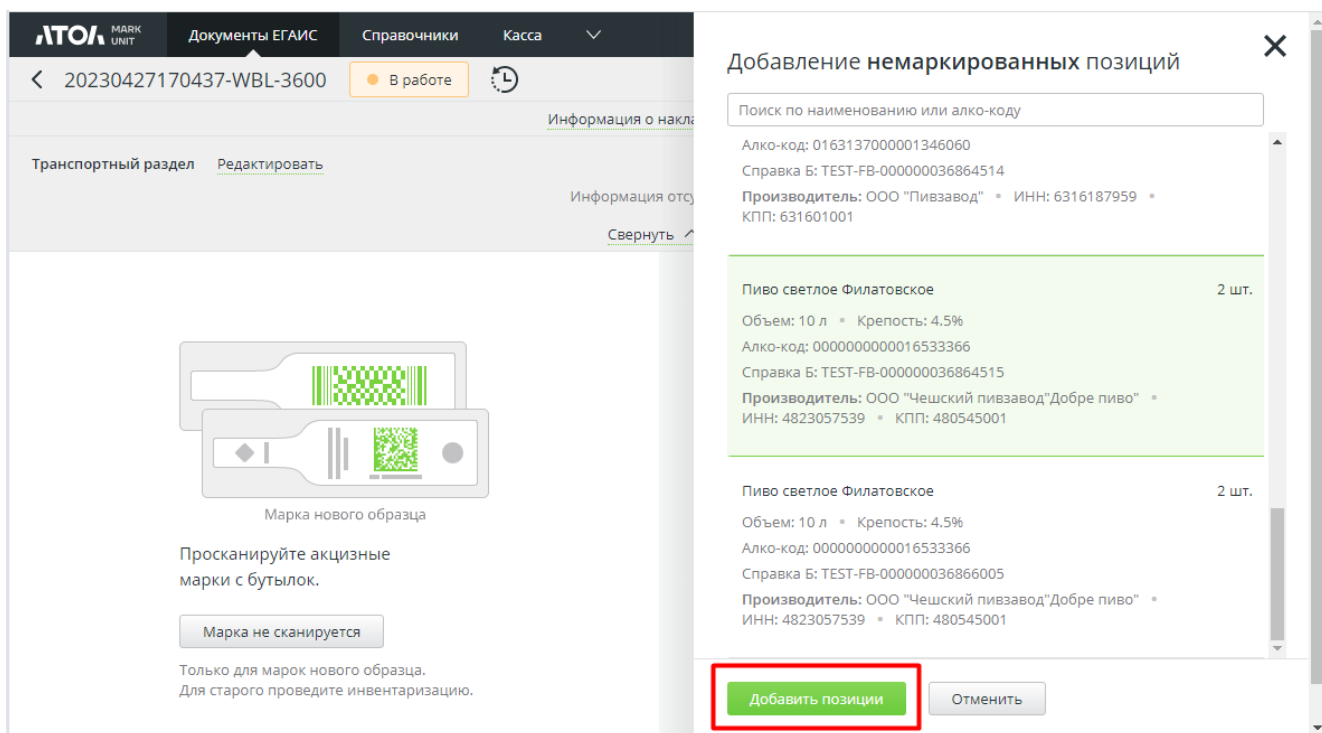 АТОЛ MARK UNIT
Документы ЕГАИС Справочники Касса
20230427170437-WBL-3600 В работе
Информация о накла
Транспортный раздел Редактировать
Информация отсу
Свернуть
Марка нового образца
Просканируйте акцизные
марки с бутылок.
Марка не сканируется
Только для марок нового образца.
Для старого проведите инвентаризацию.
Добавление немаркированных позиций
Поиск по наименованию или алко-коду
Алко-код: 0163137000001346060
Справка Б: TEST-FB-000000036864514
Производитель: ООО "Пивзавод" • ИНН: 6316187959 •
КПП: 631601001
Пиво светлое Филатовское 2 шт.
Объем: 10 л • Крепость: 4.5%
Алко-код: 0000000000016533366
Справка Б: TEST-FB-000000036864515
Производитель: ООО "Чешский пивзавод"Добре пиво" •
ИНН: 4823057539 • КПП: 480545001
Пиво светлое Филатовское 2 шт.
Объем: 10 л • Крепость: 4.5%
Алко-код: 0000000000016533366
Справка Б: TEST-FB-000000036866005
Производитель: ООО "Чешский пивзавод"Добре пиво" •
ИНН: 4823057539 • КПП: 480545001
Добавить позиции Отменить